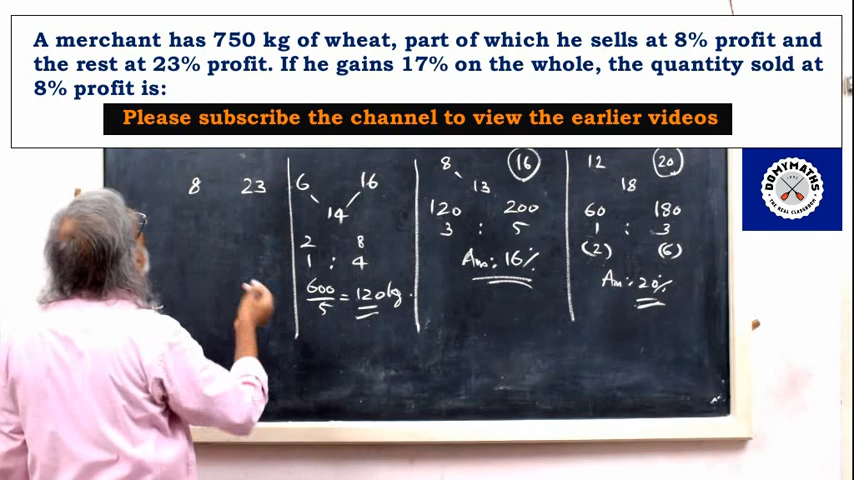 A merchant has 750 kg of wheat, part of which he sells at 8% profit and
the rest at 23% profit. If he gains 17% on the whole, the quantity sold at
8% profit is:
Please subscribe the channel to view the earlier videos
8 23
6 16
14
2 8
1 : 4
600/5 = 120kg.
8 16
13
120 200
3 : 5
Ans: 16%
12 20
18
60 180
1 : 3
(2) (6)
Ans: 20%
DOMYMATHS
THE REAL CLASSROOM